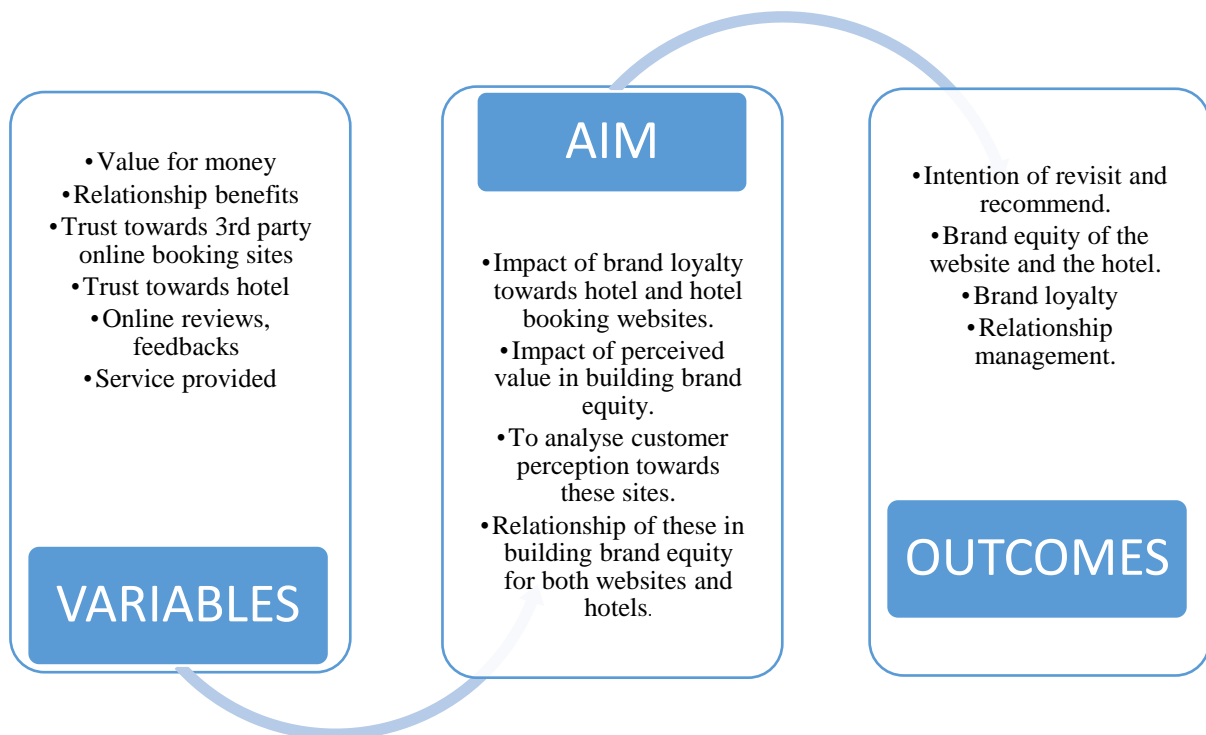 •Value for money
•Relationship benefits
•Trust towards 3rd party
online booking sites
•Trust towards hotel
•Online reviews,
feedbacks
•Service provided
VARIABLES
AIM
•Impact of brand loyalty
towards hotel and hotel
booking websites.
•Impact of perceived
value in building brand
equity.
•To analyse customer
perception towards
these sites.
•Relationship of these in
building brand equity
for both websites and
hotels.
•Intention of revisit and
recommend.
•Brand equity of the
website and the hotel.
•Brand loyalty
•Relationship
management.
OUTCOMES